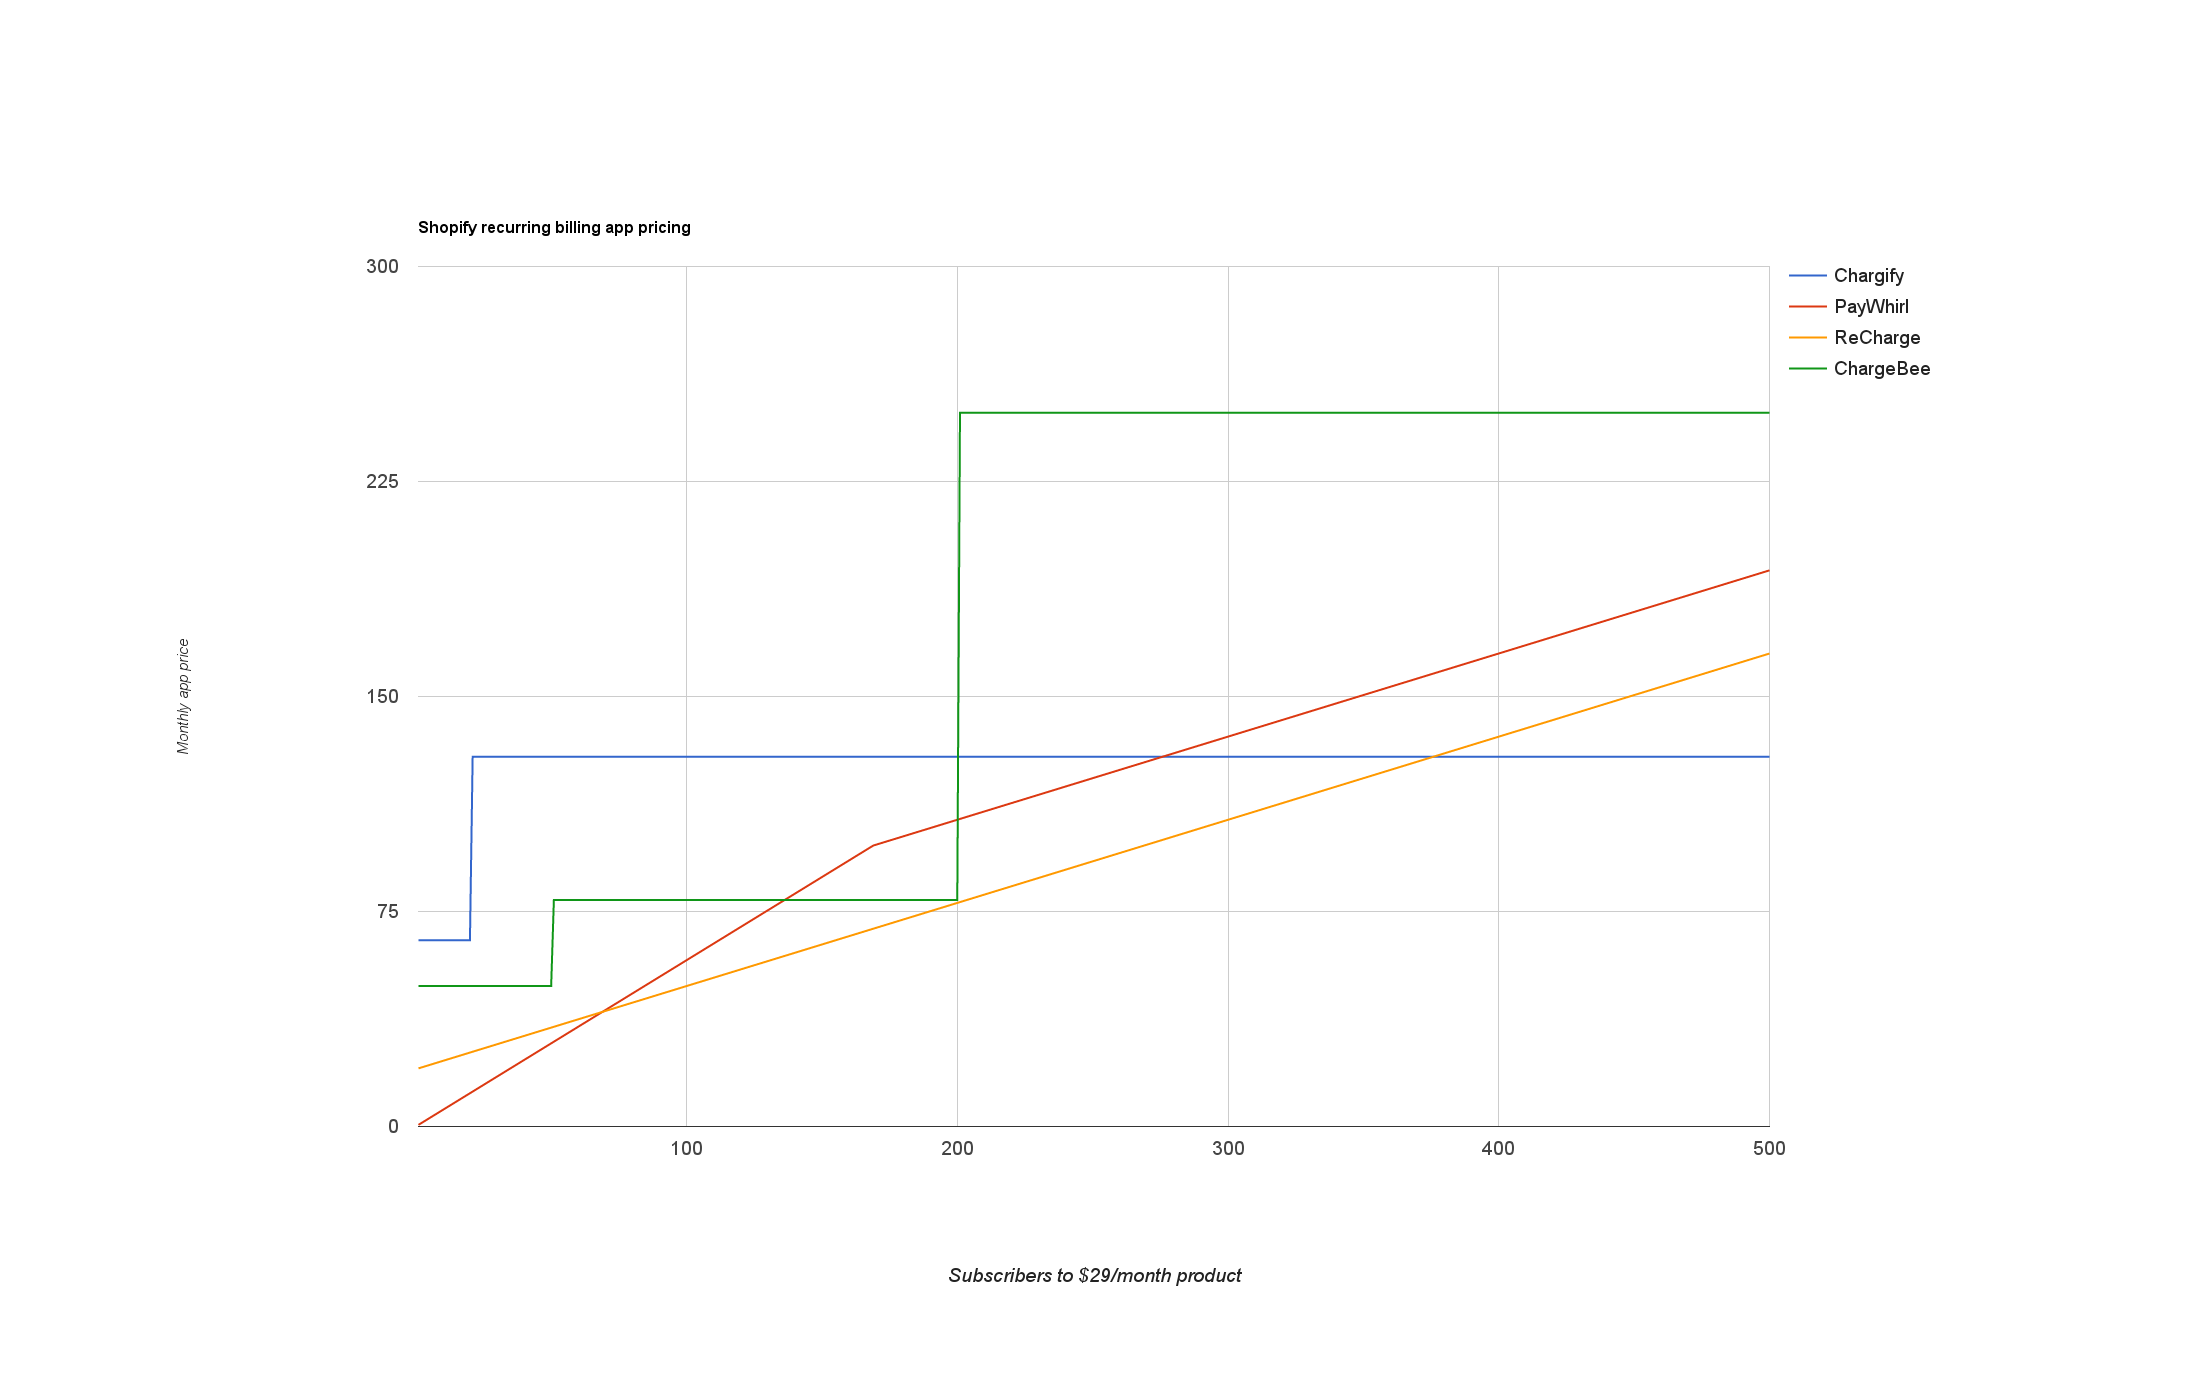 Shopify recurring billing app pricing
300
225
150
75
0
Monthly app price
100 200 300 400 500
Subscribers to $29/month product
Chargify
PayWhirl
ReCharge
ChargeBee